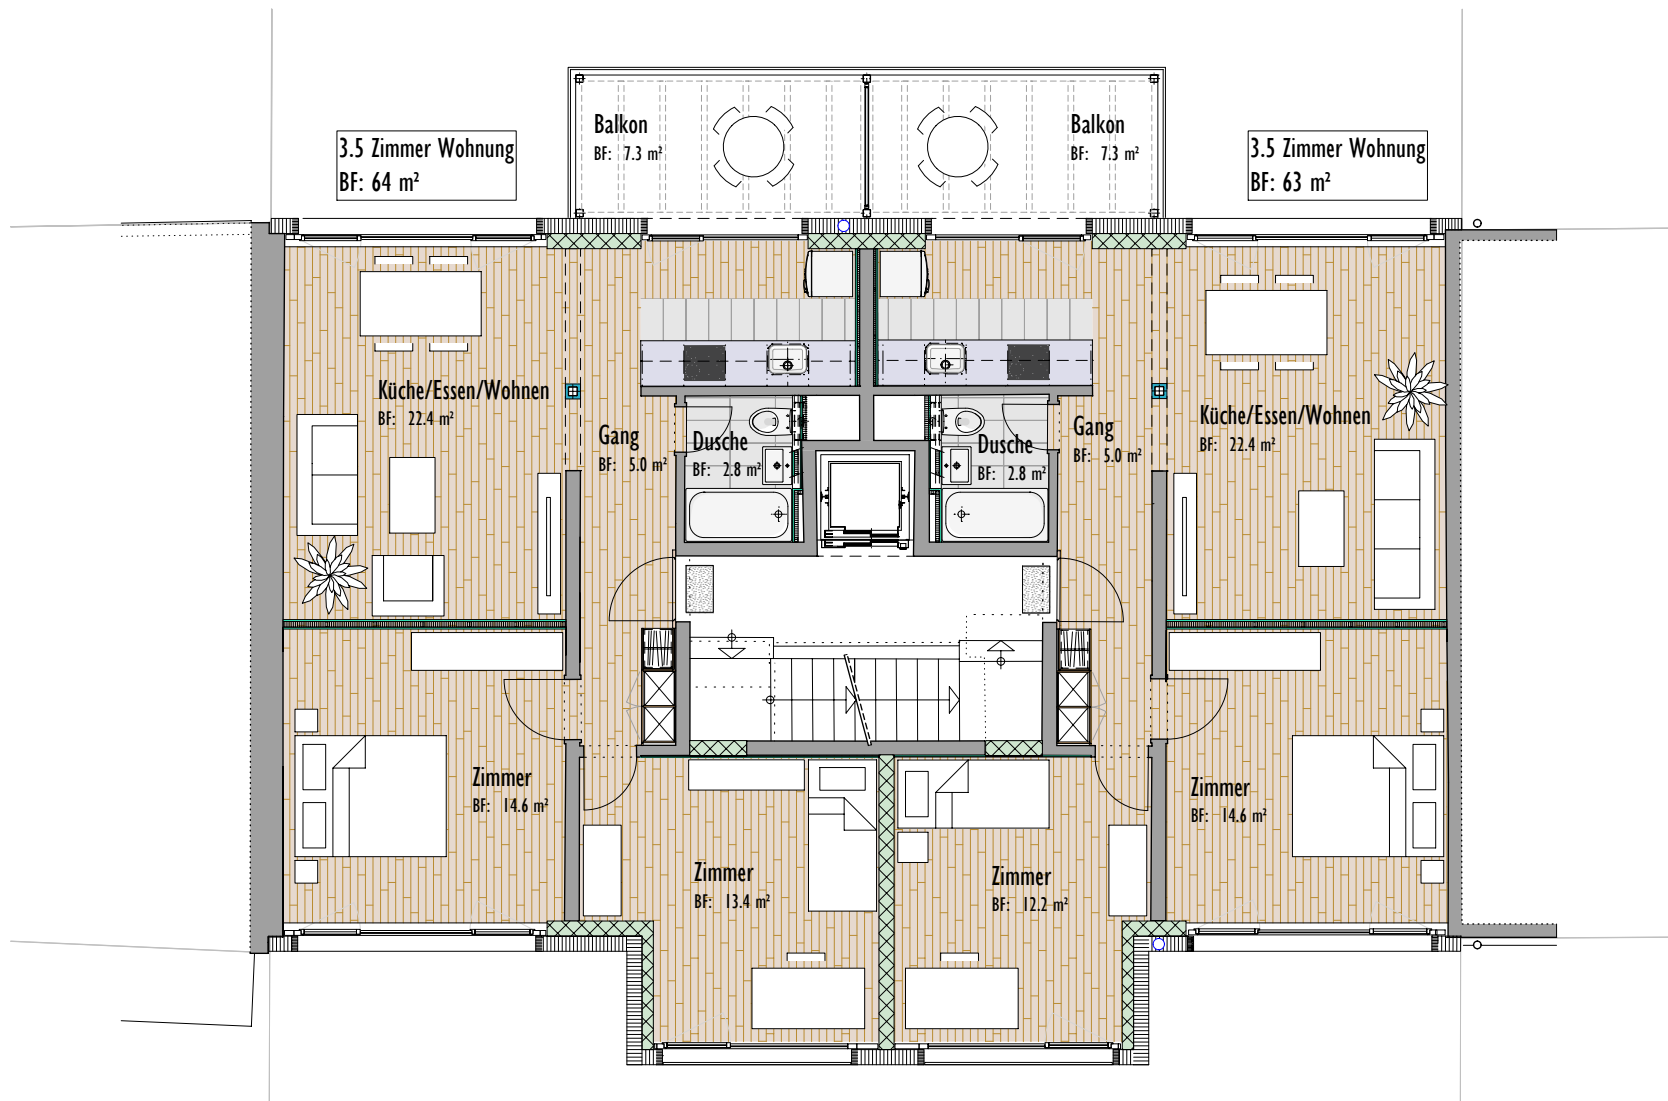 Balkon
BF: 7.3 m²
Balkon
BF: 7.3 m²
3.5 Zimmer Wohnung
BF: 64 m²
3.5 Zimmer Wohnung
BF: 63 m²
Küche/Essen/Wohnen
BF: 22.4 m²
Gang
BF: 5.0 m²
Dusche
BF: 2.8 m²
Dusche
BF: 2.8 m²
Gang
BF: 5.0 m²
Küche/Essen/Wohnen
BF: 22.4 m²
Zimmer
BF: 14.6 m²
Zimmer
BF: 13.4 m²
Zimmer
BF: 12.2 m²
Zimmer
BF: 14.6 m²